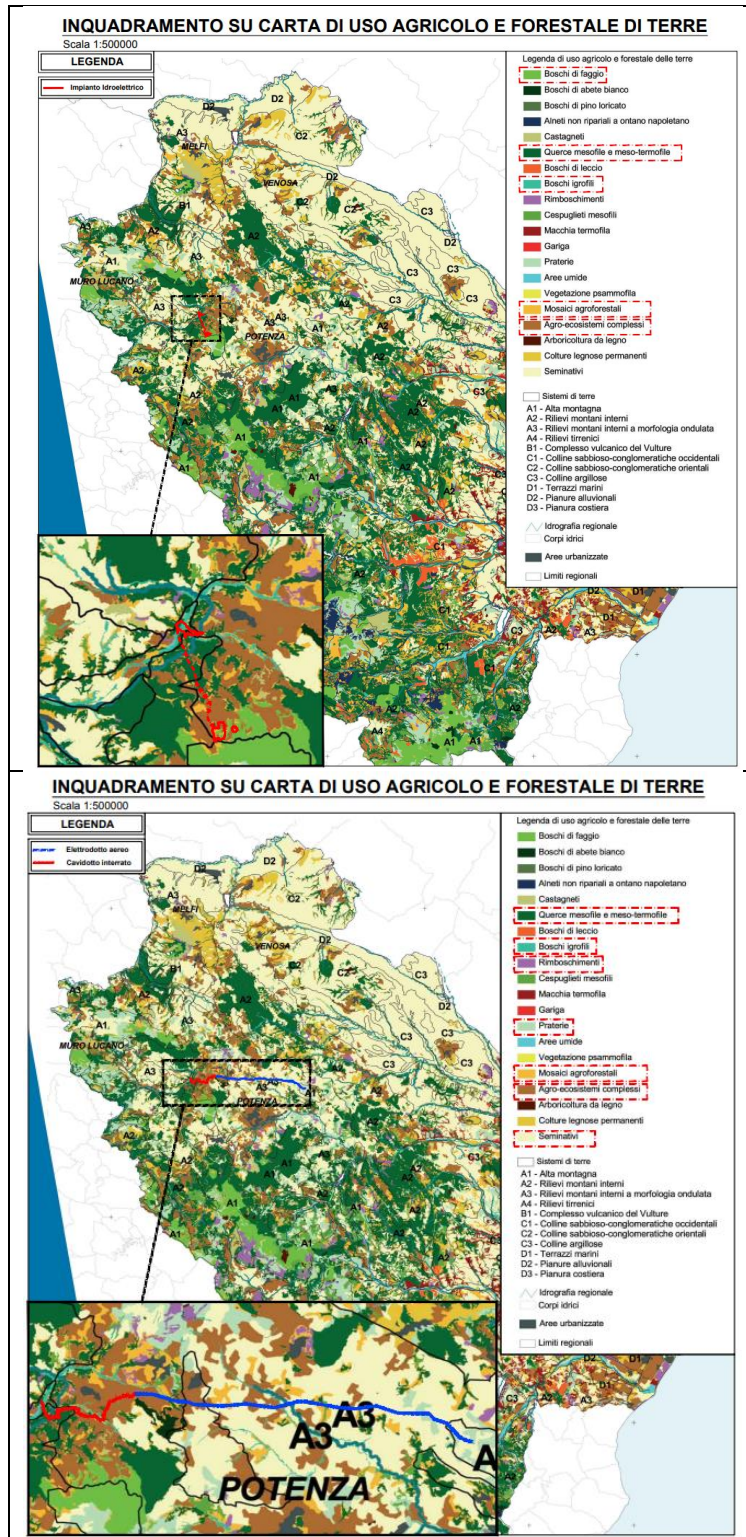 INQUADRAMENTO SU CARTA DI USO AGRICOLO E FORESTALE DI TERRE
Scala 1:500000
LEGENDA
Impianto Idroelettrico
Legenda di uso agricolo e forestale delle terre
Boschi di faggio
Boschi di abete bianco
Boschi di pino loricato
Alneti non ripariali a ontano napoletano
Castagneti
Querce mesofile e meso-termofile
Boschi di leccio
Boschi igrofili
Rimboschimenti
Cespuglieti mesofili
Macchia termofila
Gariga
Praterie
Aree umide
Vegetazione psammofila
Mosaici agroforestali
Agro-ecosistemi complessi
Arboricoltura da legno
Colture legnose permanenti
Seminativi
Sistemi di terre
A1 - Alta montagna
A2 - Rilievi montani interni
A3 - Rilievi montani interni a morfologia ondulata
A4 - Rilievi tirrenici
B1 - Complesso vulcanico del Vulture
C1 - Colline sabbioso-conglomeratiche occidentali
C2 - Colline sabbioso-conglomeratiche orientali
C3 - Colline argillose
D1 - Terrazzi marini
D2 - Pianure alluvionali
D3 - Pianura costiera
Idrografia regionale
Corpi idrici
Aree urbanizzate
Limiti regionali
MELFI
VENOSA
MURO LUCANO
POTENZA
INQUADRAMENTO SU CARTA DI USO AGRICOLO E FORESTALE DI TERRE
Scala 1:500000
LEGENDA
Elettrodotto aereo
Cavidotto interrato
Legenda di uso agricolo e forestale delle terre
Boschi di faggio
Boschi di abete bianco
Boschi di pino loricato
Alneti non ripariali a ontano napoletano
Castagneti
Querce mesofile e meso-termofile
Boschi di leccio
Boschi igrofili
Rimboschimenti
Cespuglieti mesofili
Macchia termofila
Gariga
Praterie
Aree umide
Vegetazione psammofila
Mosaici agroforestali
Agro-ecosistemi complessi
Arboricoltura da legno
Colture legnose permanenti
Seminativi
Sistemi di terre
A1 - Alta montagna
A2 - Rilievi montani interni
A3 - Rilievi montani interni a morfologia ondulata
A4 - Rilievi tirrenici
B1 - Complesso vulcanico del Vulture
C1 - Colline sabbioso-conglomeratiche occidentali
C2 - Colline sabbioso-conglomeratiche orientali
C3 - Colline argillose
D1 - Terrazzi marini
D2 - Pianure alluvionali
D3 - Pianura costiera
Idrografia regionale
Corpi idrici
Aree urbanizzate
Limiti regionali
MELFI
VENOSA
MURO LUCANO
POTENZA
A3
A3
A
POTENZA